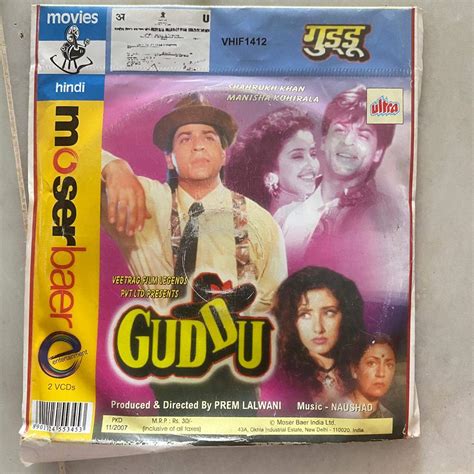 movies
hindi
अ
U
VHIF1412
गुड्डू
SHAHRUKH KHAN
MANISHA KOHIRALA
ultra
moserbaer
entertainment
2 VCDs
VEETRAG FILM LEGENDS
PVT.LTD. PRESENTS
GUDDU
Produced & Directed By PREM LALWANI
Music - NAUSHAD
PKD
11/2007
M.R.P : Rs. 30/-
(inclusive of all taxes)
© Moser Baer India Ltd.
43A, Okhla Industrial Estate, New Delhi - 110020, India